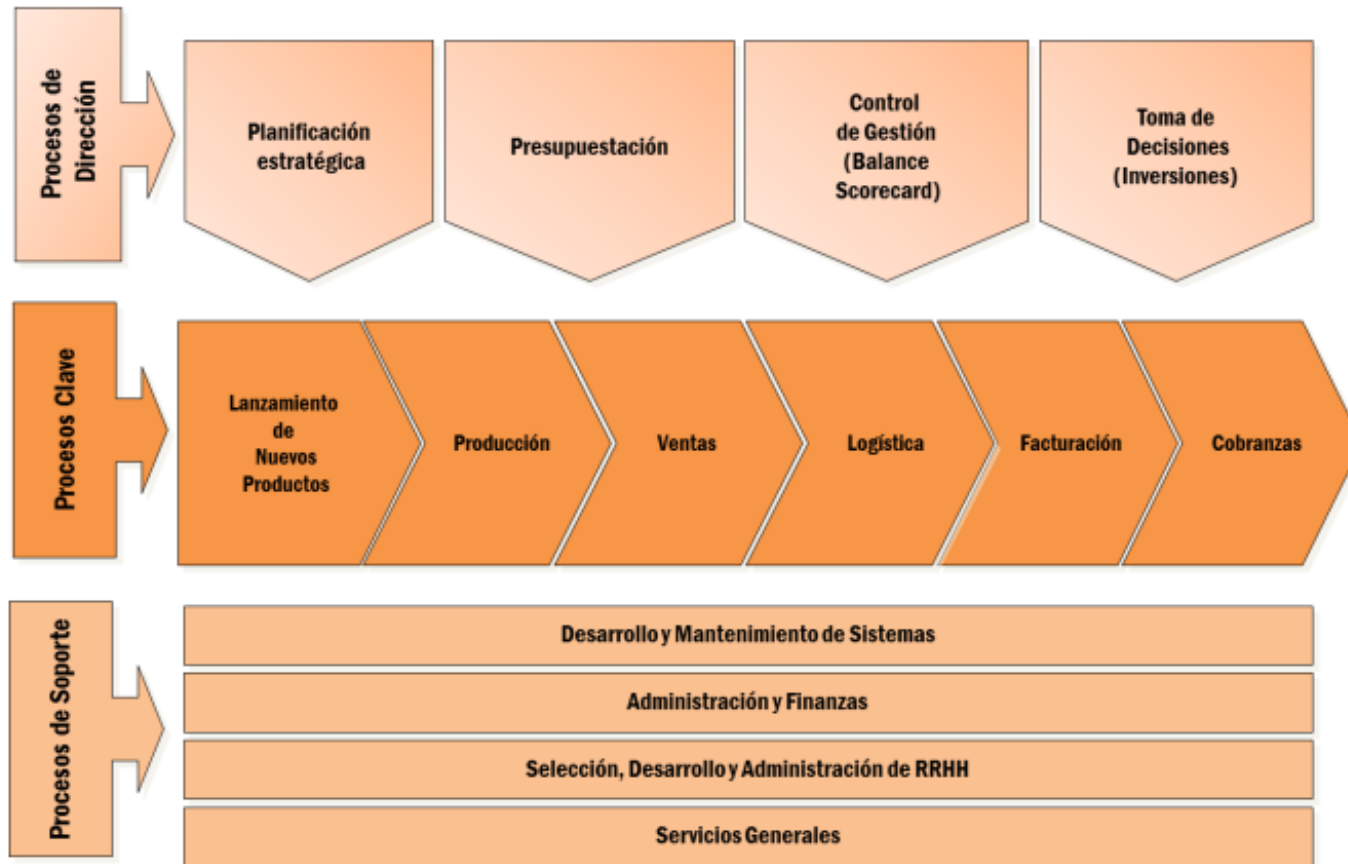 Procesos de
Dirección
Planificación
estratégica
Presupuestación
Control
de Gestión
(Balance
Scorecard)
Toma de
Decisiones
(Inversiones)
Procesos Clave
Lanzamiento
de
Nuevos
Productos
Producción
Ventas
Logística
Facturación
Cobranzas
Procesos de Soporte
Desarrollo y Mantenimiento de Sistemas
Administración y Finanzas
Selección, Desarrollo y Administración de RRHH
Servicios Generales